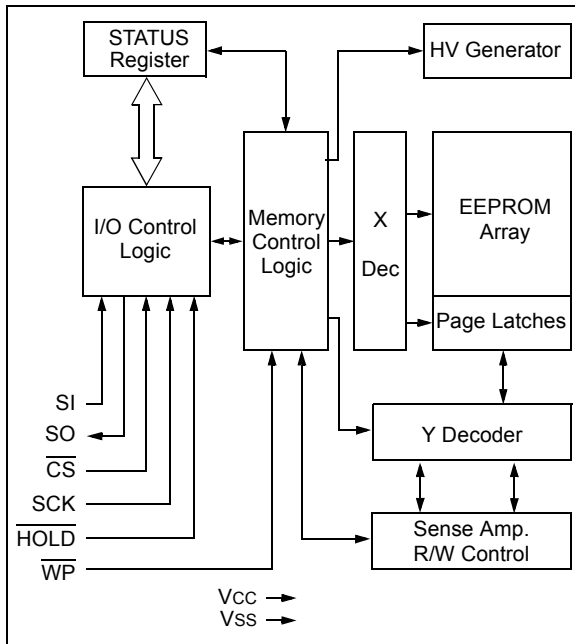 STATUS
Register
HV Generator
I/O Control
Logic
Memory
Control
Logic
X
Dec
EEPROM
Array
Page Latches
Y Decoder
Sense Amp.
R/W Control
SI
SO
CS
SCK
HOLD
WP
VCC
VSS